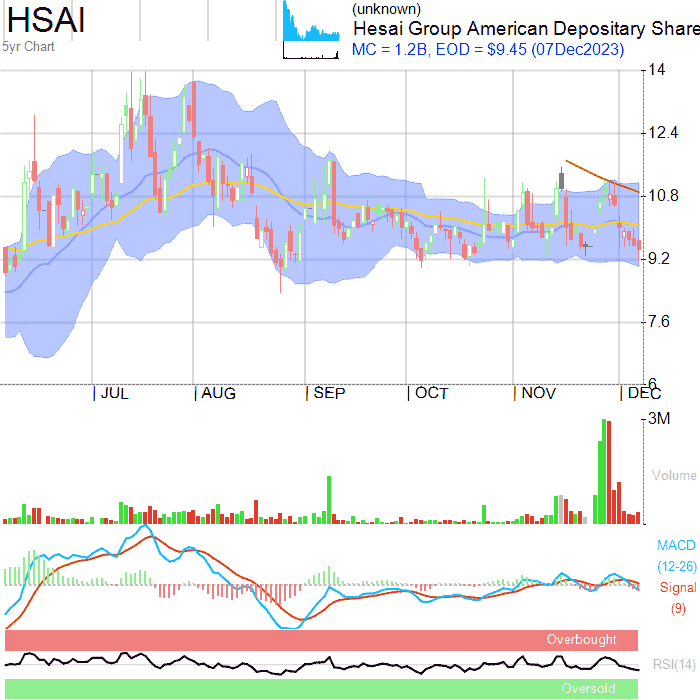 HSAI
5yr Chart
(unknown)
Hesai Group American Depositary Share
MC = 1.2B, EOD = $9.45 (07Dec2023)
14
12.4
10.8
9.2
7.6
6
JUL AUG SEP OCT NOV DEC
3M
Volume
MACD
(12-26)
Signal
(9)
Overbought
RSI(14)
Oversold